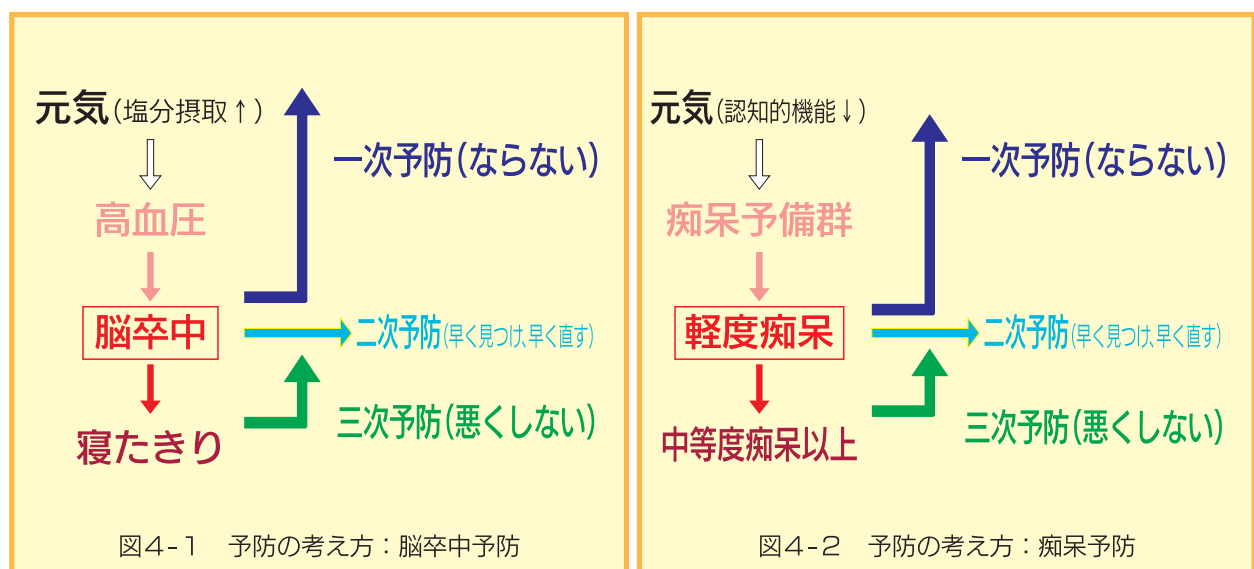 元気(塩分摂取↑)
一次予防(ならない)
高血圧
脳卒中
二次予防(早く見つけ,早く直す)
三次予防(悪くしない)
寝たきり
図4-1 予防の考え方：脳卒中予防
元気(認知的機能↓)
一次予防(ならない)
痴呆予備群
軽度痴呆
二次予防(早く見つけ,早く直す)
三次予防(悪くしない)
中等度痴呆以上
図4-2 予防の考え方：痴呆予防